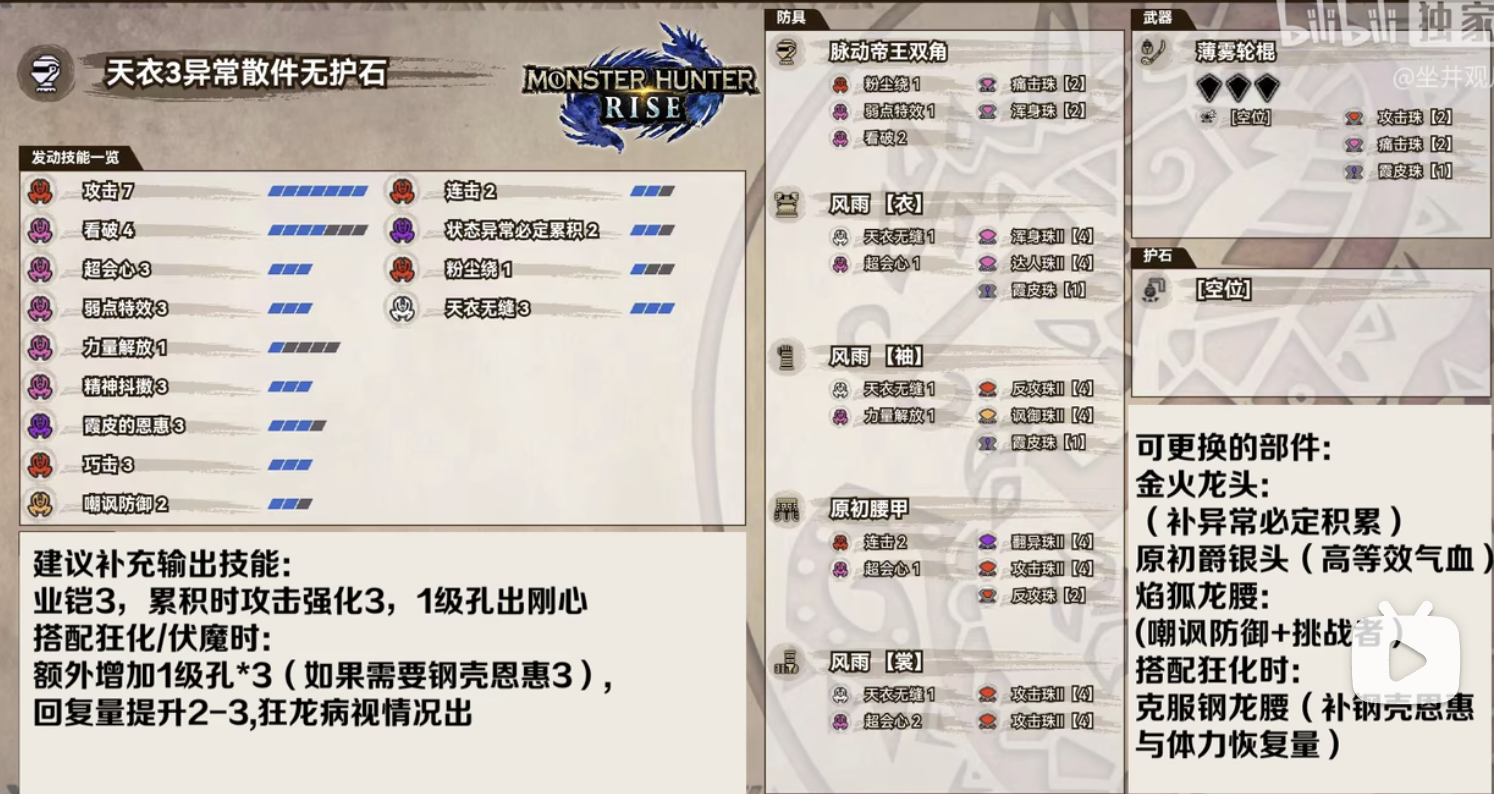 天衣3异常散件无护石
MONSTER HUNTER
RISE
发动技能一览
攻击 7
看破 4
超会心 3
弱点特效 3
力量解放 1
精神抖擞 3
霞皮的恩惠 3
巧击 3
嘲讽防御 2
连击 2
状态异常必定累积 2
粉尘绕 1
天衣无缝 3
建议补充输出技能：
业铠3，累积时攻击强化3，1级孔出刚心
搭配狂化/伏魔时：
额外增加1级孔*3（如果需要钢壳恩惠3），
回复量提升2-3,狂龙病视情况出
防具
脉动帝王双角
粉尘绕 1 痛击珠【2】
弱点特效 1 浑身珠【2】
看破 2
风雨【衣】
天衣无缝 1 浑身珠II【4】
超会心 1 达人珠II【4】
霞皮珠【1】
风雨【袖】
天衣无缝 1 反攻珠II【4】
力量解放 1 讽御珠II【4】
霞皮珠【1】
原初腰甲
连击 2 翻异珠II【4】
超会心 1 攻击珠II【4】
反攻珠【2】
风雨【裳】
天衣无缝 1 攻击珠II【4】
超会心 2 攻击珠II【4】
武器
bilibili 独家
薄雾轮棍
@坐井观
[空位] 攻击珠【2】
痛击珠【2】
霞皮珠【1】
护石
[空位]
可更换的部件：
金火龙头：
（补异常必定积累）
原初爵银头（高等效气血）
焰狐龙腰：
(嘲讽防御+挑战者）
搭配狂化时：
克服钢龙腰（补钢壳恩惠
与体力恢复量）